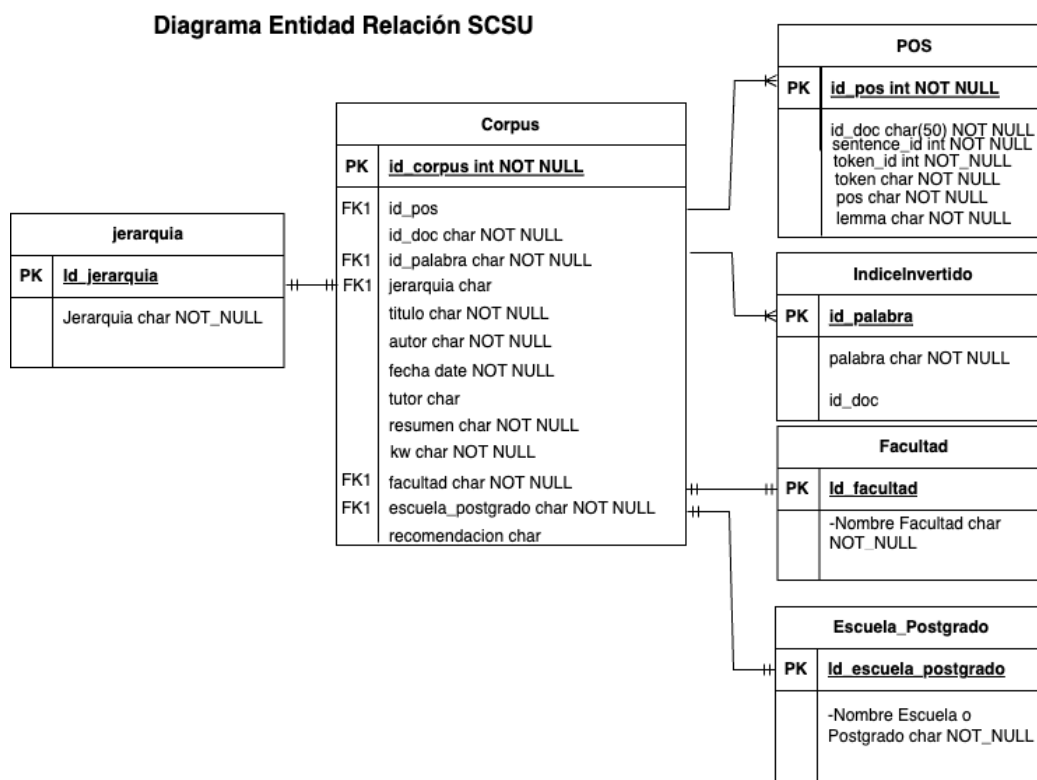 Diagrama Entidad Relación SCSU
jerarquia
PK Id_jerarquia
Jerarquia char NOT_NULL
Corpus
PK id_corpus int NOT NULL
FK1 id_pos
id_doc char NOT NULL
FK1 id_palabra char NOT NULL
FK1 jerarquia char
titulo char NOT NULL
autor char NOT NULL
fecha date NOT NULL
tutor char
resumen char NOT NULL
kw char NOT NULL
FK1 facultad char NOT NULL
FK1 escuela_postgrado char NOT NULL
recomendacion char
POS
PK id_pos int NOT NULL
id_doc char(50) NOT NULL
sentence_id int NOT NULL
token_id int NOT_NULL
token char NOT NULL
pos char NOT NULL
lemma char NOT NULL
IndiceInvertido
PK id_palabra
palabra char NOT NULL
id_doc
Facultad
PK Id_facultad
-Nombre Facultad char
NOT_NULL
Escuela_Postgrado
PK Id_escuela_postgrado
-Nombre Escuela o
Postgrado char NOT_NULL